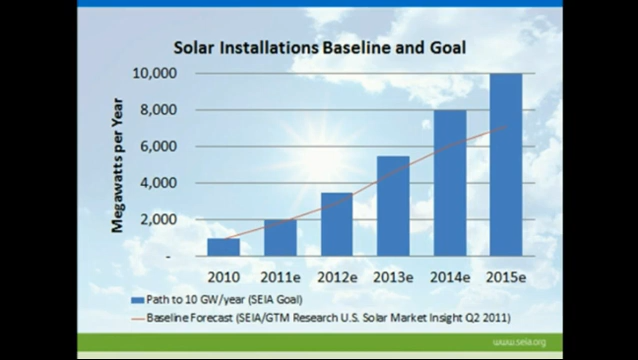 Solar Installations Baseline and Goal
10,000
8,000
6,000
4,000
2,000
-
Megawatts per Year
2010 2011e 2012e 2013e 2014e 2015e
Path to 10 GW/year (SEIA Goal)
Baseline Forecast (SEIA/GTM Research U.S. Solar Market Insight Q2 2011)
www.seia.org